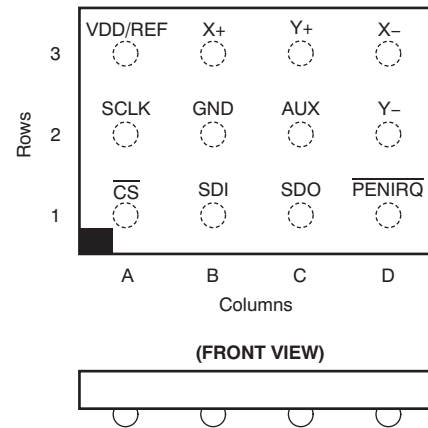 VDD/REF X+ Y+ X−
3
SCLK GND AUX Y−
2
Rows
CS SDI SDO PENIRQ
1
A B C D
Columns
(FRONT VIEW)